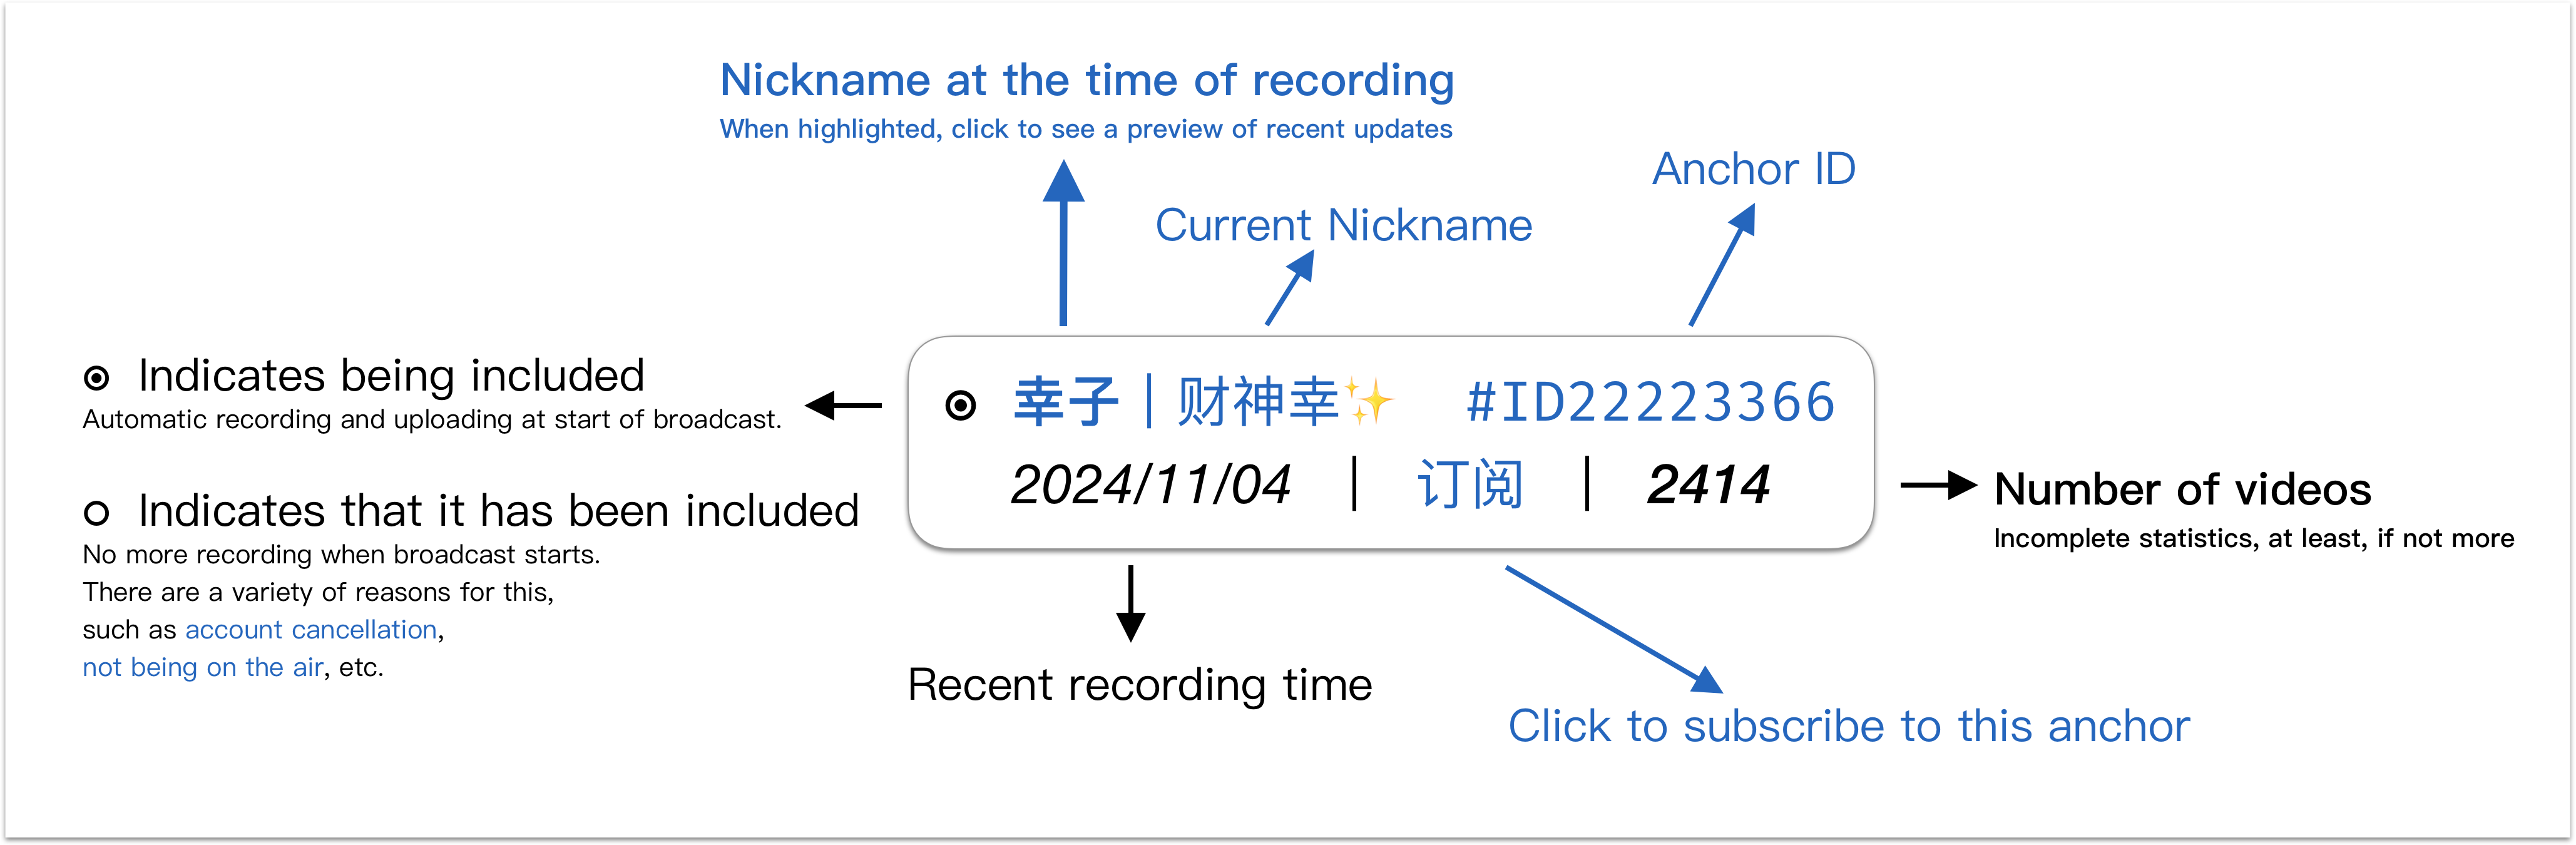 Nickname at the time of recording
When highlighted, click to see a preview of recent updates
Anchor ID
Current Nickname
◉ Indicates being included
Automatic recording and uploading at start of broadcast.
○ Indicates that it has been included
No more recording when broadcast starts.
There are a variety of reasons for this,
such as account cancellation,
not being on the air, etc.
◉ 幸子 | 财神幸✨ #ID22223366
2024/11/04 | 订阅 | 2414
Number of videos
Incomplete statistics, at least, if not more
Recent recording time
Click to subscribe to this anchor